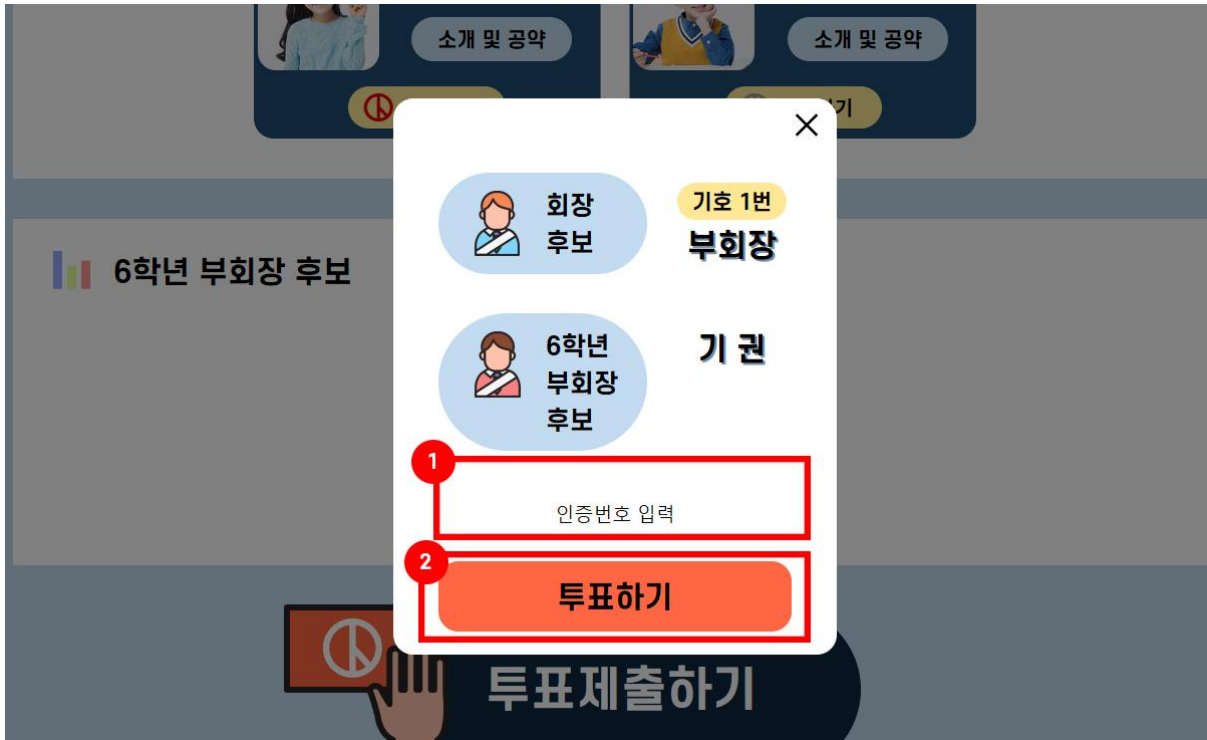 소개 및 공약
소개 및 공약
기
회장
후보
기호 1번
부회장
6학년 부회장 후보
6학년
부회장
후보
기 권
1
인증번호 입력
2
투표하기
투표제출하기